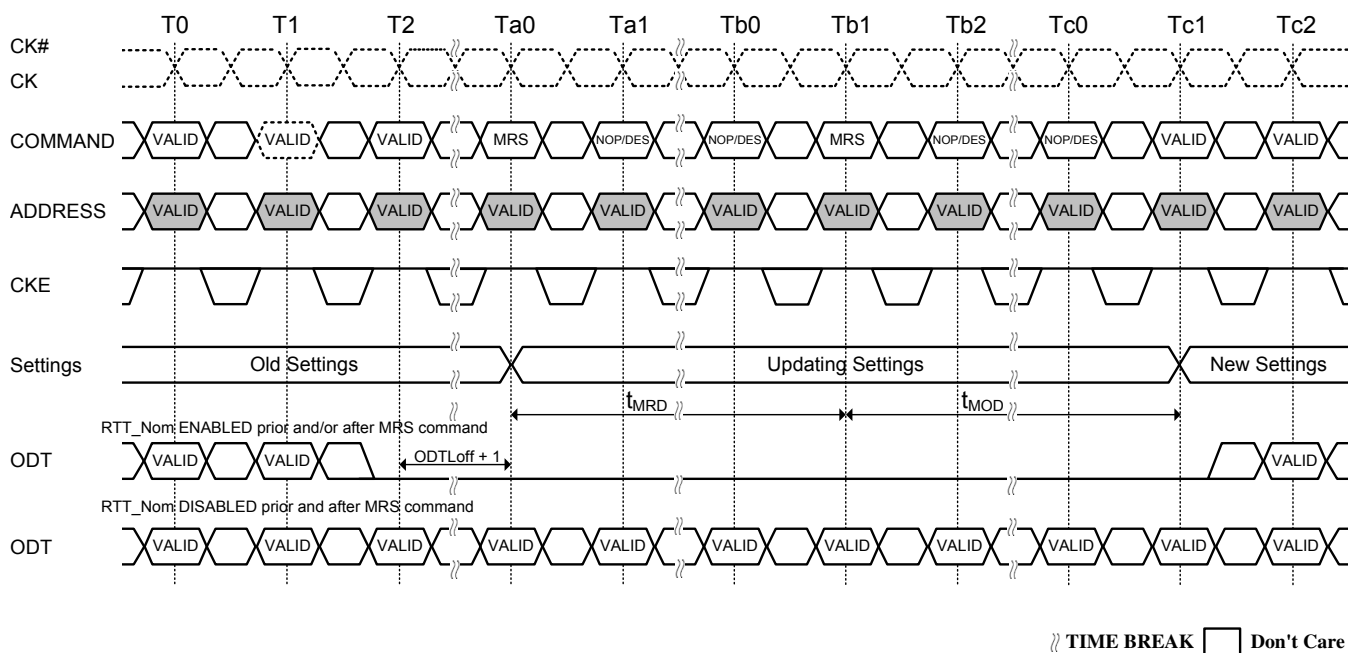 T0 T1 T2 Ta0 Ta1 Tb0 Tb1 Tb2 Tc0 Tc1 Tc2
CK#
CK
COMMAND VALID VALID VALID MRS NOP/DES NOP/DES MRS NOP/DES NOP/DES VALID VALID
ADDRESS VALID VALID VALID VALID VALID VALID VALID VALID VALID VALID VALID
CKE
Settings Old Settings Updating Settings New Settings
tMRD tMOD
RTT_Nom ENABLED prior and/or after MRS command
ODT VALID VALID ODTLoff + 1 VALID
RTT_Nom DISABLED prior and after MRS command
ODT VALID VALID VALID VALID VALID VALID VALID VALID VALID VALID VALID
TIME BREAK Don't Care